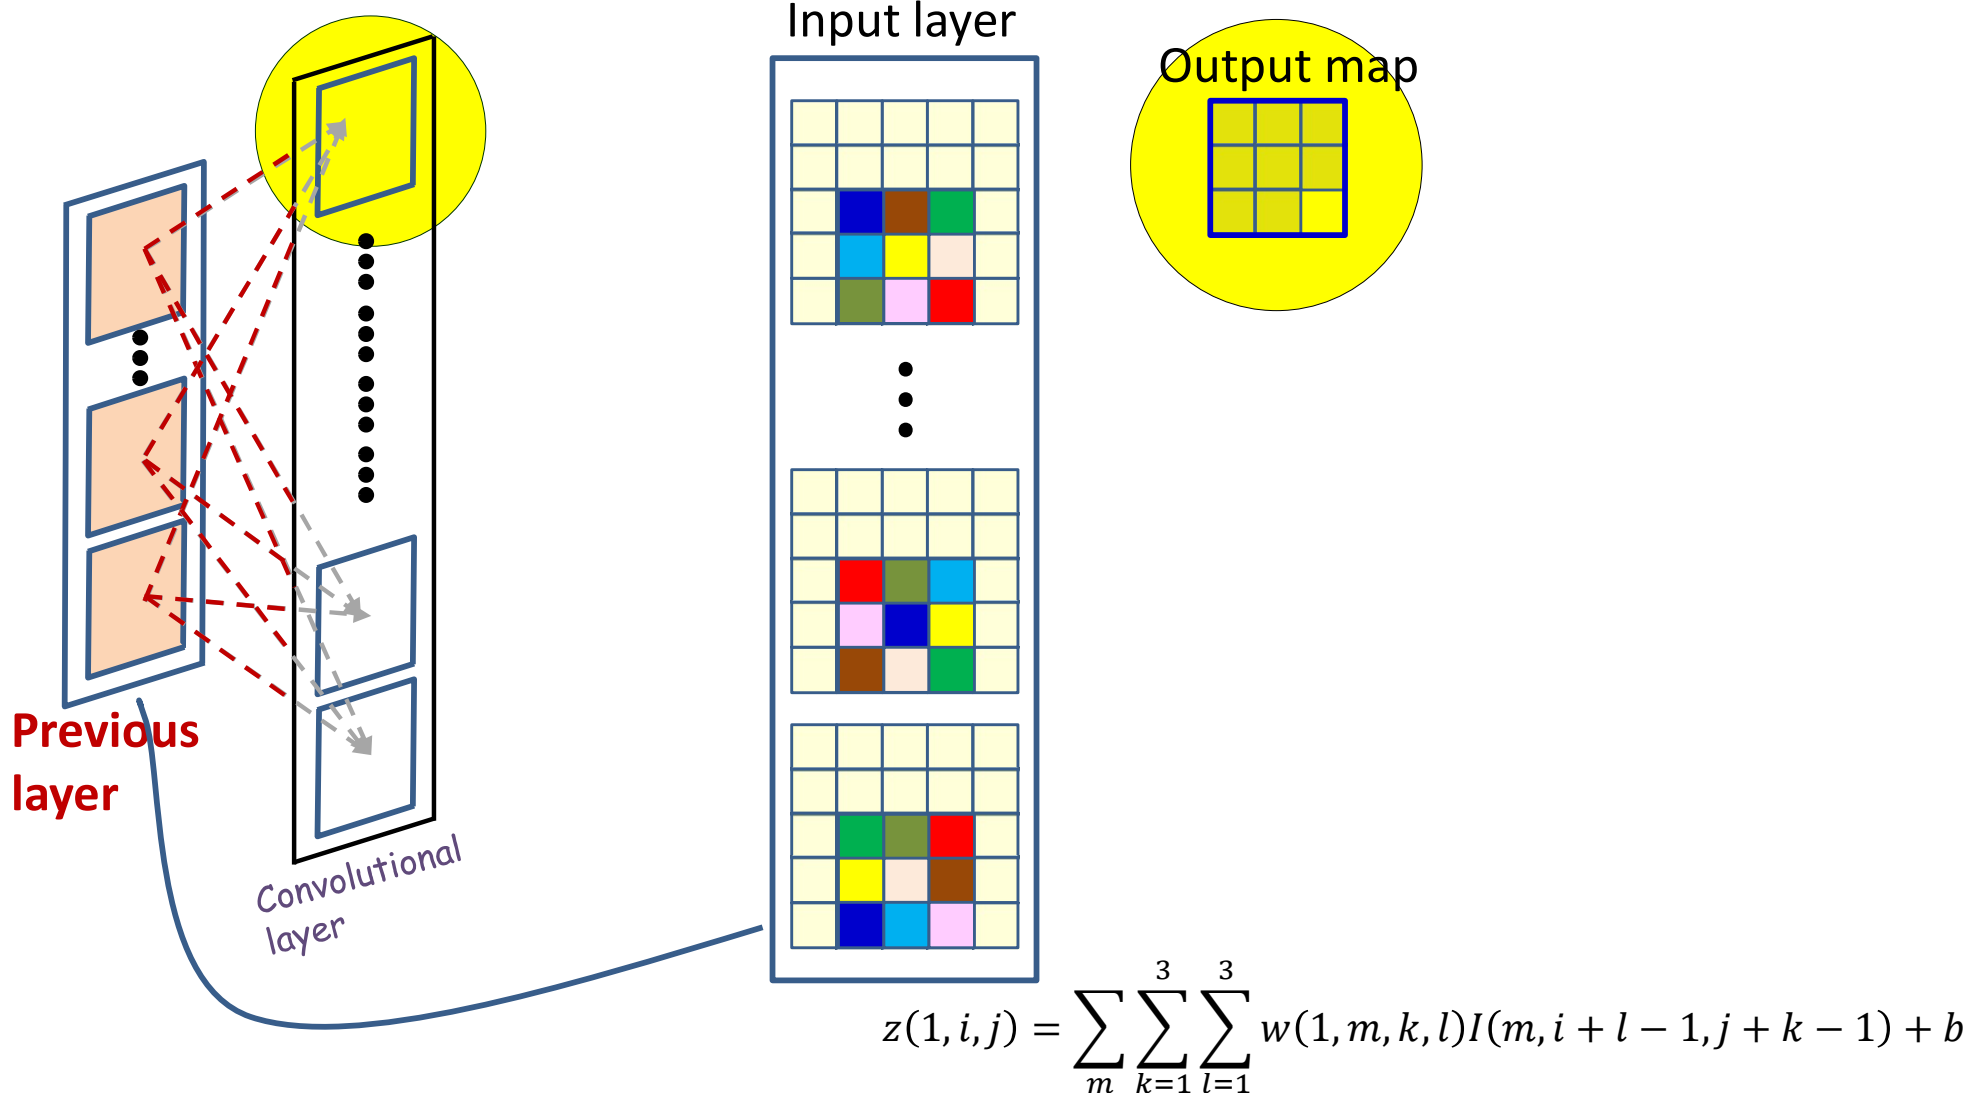 Input layer
Output map
Previous
layer
Convolutional
layer
z(1, i, j) = ∑_m ∑_{k=1}^{3} ∑_{l=1}^{3} w(1, m, k, l)I(m, i + l − 1, j + k − 1) + b